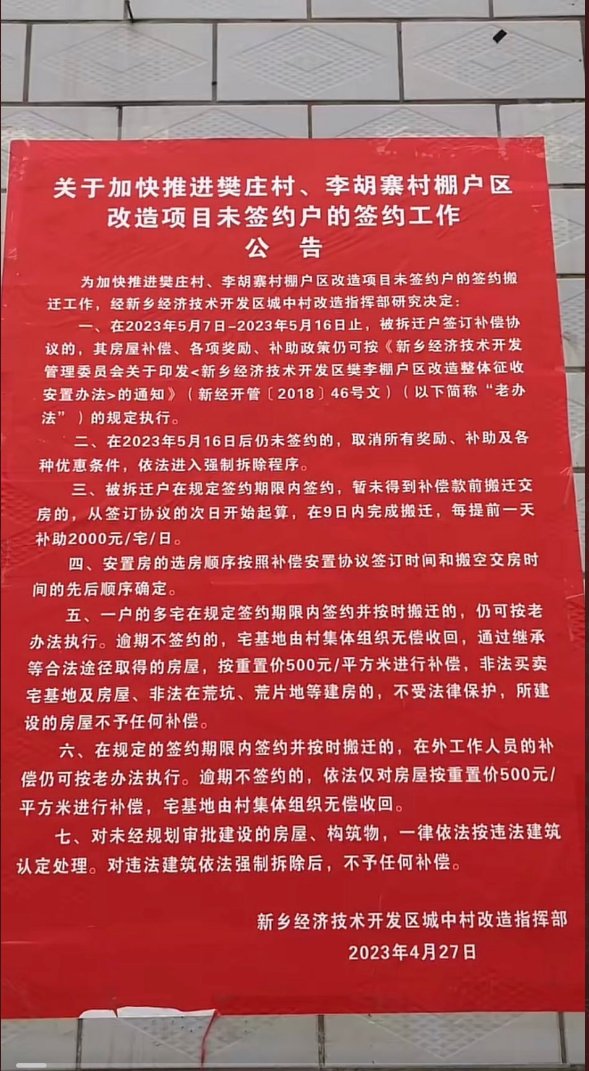 关于加快推进樊庄村、李胡寨村棚户区
改造项目未签约户的签约工作
公 告
为加快推进樊庄村、李胡寨村棚户区改造项目未签约户的签约搬
迁工作，经新乡经济技术开发区城中村改造指挥部研究决定：
一、在2023年5月7日-2023年5月16日止，被拆迁户签订补偿协
议的，其房屋补偿、各项奖励、补助政策仍可按《新乡经济技术开发区
管理委员会关于印发<新乡经济技术开发区樊李棚户区改造整体征收
安置办法>的通知》（新经开管〔2018〕46号文）（以下简称“老办
法”）的规定执行。
二、在2023年5月16日后仍未签约的，取消所有奖励、补助及各
种优惠条件，依法进入强制拆除程序。
三、被拆迁户在规定签约期限内签约，暂未得到补偿款前搬迁交
房的，从签订协议的次日开始起算，在9日内完成搬迁，每提前一天
补助2000元/宅/日。
四、安置房的选房顺序按照补偿安置协议签订时间和搬空交房时
间的先后顺序确定。
五、一户的多宅在规定签约期限内签约并按时搬迁的，仍可按老
办法执行。逾期不签约的，宅基地由村集体组织无偿收回，通过继承
等合法途径取得的房屋，按重置价500元/平方米进行补偿，非法买卖
宅基地及房屋、非法在荒坑、荒片地等建房的，不受法律保护，所建
设的房屋不予任何补偿。
六、在规定的签约期限内签约并按时搬迁的，在外工作人员的补
偿仍可按老办法执行。逾期不签约的，依法仅对房屋按重置价500元/
平方米进行补偿，宅基地由村集体组织无偿收回。
七、对未经规划审批建设的房屋、构筑物，一律依法按违法建筑
认定处理。对违法建筑依法强制拆除后，不予任何补偿。
新乡经济技术开发区城中村改造指挥部
2023年4月27日